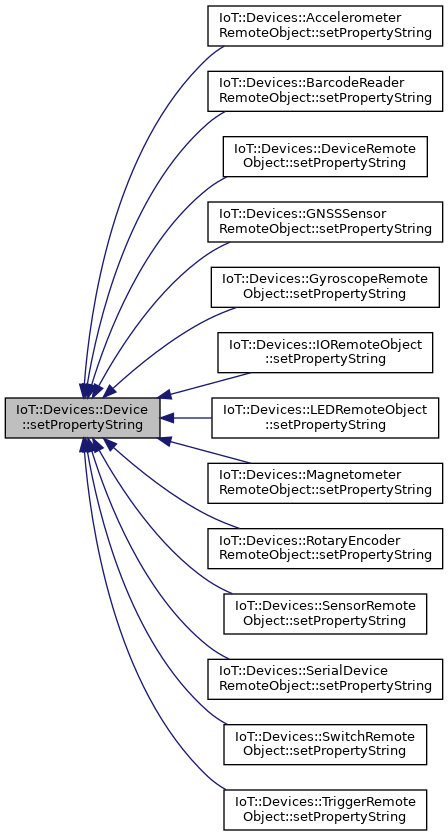 IoT::Devices::Accelerometer
RemoteObject::setPropertyString
IoT::Devices::BarcodeReader
RemoteObject::setPropertyString
IoT::Devices::DeviceRemote
Object::setPropertyString
IoT::Devices::GNSSSensor
RemoteObject::setPropertyString
IoT::Devices::GyroscopeRemote
Object::setPropertyString
IoT::Devices::IORemoteObject
::setPropertyString
IoT::Devices::Device
::setPropertyString
IoT::Devices::LEDRemoteObject
::setPropertyString
IoT::Devices::Magnetometer
RemoteObject::setPropertyString
IoT::Devices::RotaryEncoder
RemoteObject::setPropertyString
IoT::Devices::SensorRemote
Object::setPropertyString
IoT::Devices::SerialDevice
RemoteObject::setPropertyString
IoT::Devices::SwitchRemote
Object::setPropertyString
IoT::Devices::TriggerRemote
Object::setPropertyString